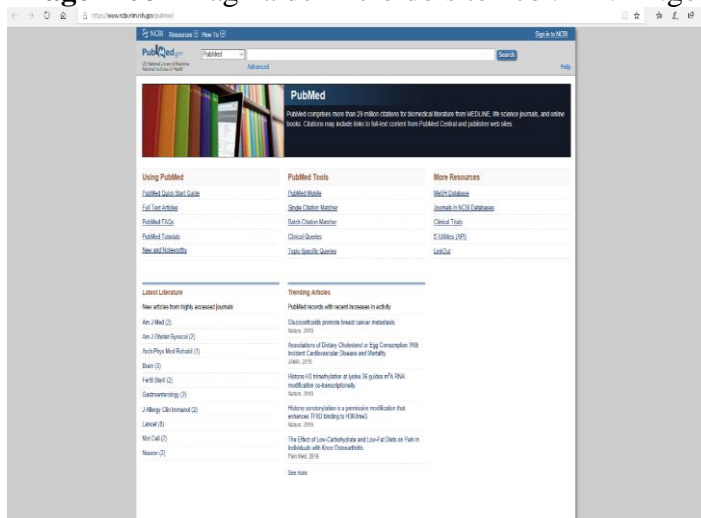 https://www.ncbi.nlm.nih.gov/pubmed
NCBI Resources How To Sign in to NCBI
PubMed.gov PubMed Search
US National Library of Medicine
National Institutes of Health
Advanced Help
PubMed
PubMed comprises more than 29 million citations for biomedical literature from MEDLINE, life science journals, and online
books. Citations may include links to full-text content from PubMed Central and publisher web sites.
Using PubMed
PubMed Quick Start Guide
Full Text Articles
PubMed FAQs
PubMed Tutorials
New and Noteworthy
PubMed Tools
PubMed Mobile
Single Citation Matcher
Batch Citation Matcher
Clinical Queries
Topic-Specific Queries
More Resources
MeSH Database
Journals in NCBI Databases
Clinical Trials
E-Utilities (API)
LinkOut
Latest Literature
New articles from highly accessed journals
Am J Med (2)
Am J Obstet Gynecol (2)
Arch Phys Med Rehabil (1)
Brain (3)
Fertil Steril (2)
Gastroenterology (2)
J Allergy Clin Immunol (2)
Lancet (8)
Mol Cell (2)
Neuron (2)
Trending Articles
PubMed records with recent increases in activity
Glucocorticoids promote breast cancer metastasis.
Nature. 2019.
Associations of Dietary Cholesterol or Egg Consumption With
Incident Cardiovascular Disease and Mortality.
JAMA. 2019.
Histone H3 trimethylation at lysine 36 guides m6A RNA
modification co-transcriptionally.
Nature. 2019.
Histone serotonylation is a permissive modification that
enhances TFIID binding to H3K4me3.
Nature. 2019.
The Effect of Low-Carbohydrate and Low-Fat Diets on Pain in
Individuals with Knee Osteoarthritis.
Pain Med. 2019.
See more